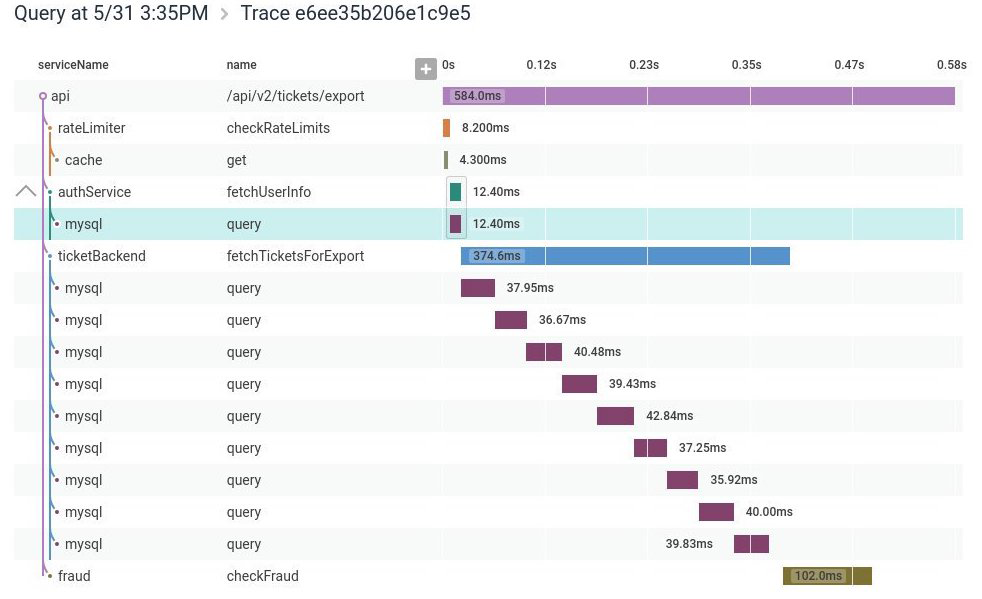 Query at 5/31 3:35PM > Trace e6ee35b206e1c9e5
serviceName name + 0s 0.12s 0.23s 0.35s 0.47s 0.58s
api /api/v2/tickets/export 584.0ms
rateLimiter checkRateLimits 8.200ms
cache get 4.300ms
authService fetchUserInfo 12.40ms
mysql query 12.40ms
ticketBackend fetchTicketsForExport 374.6ms
mysql query 37.95ms
mysql query 36.67ms
mysql query 40.48ms
mysql query 39.43ms
mysql query 42.84ms
mysql query 37.25ms
mysql query 35.92ms
mysql query 40.00ms
mysql query 39.83ms
fraud checkFraud 102.0ms